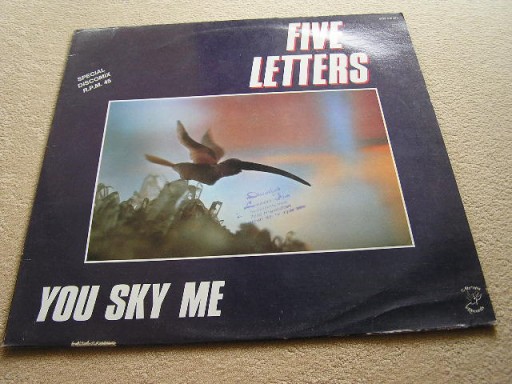 FIVE
LETTERS
SPECIAL
DISCOMIX
R.P.M. 45
YOU SKY ME